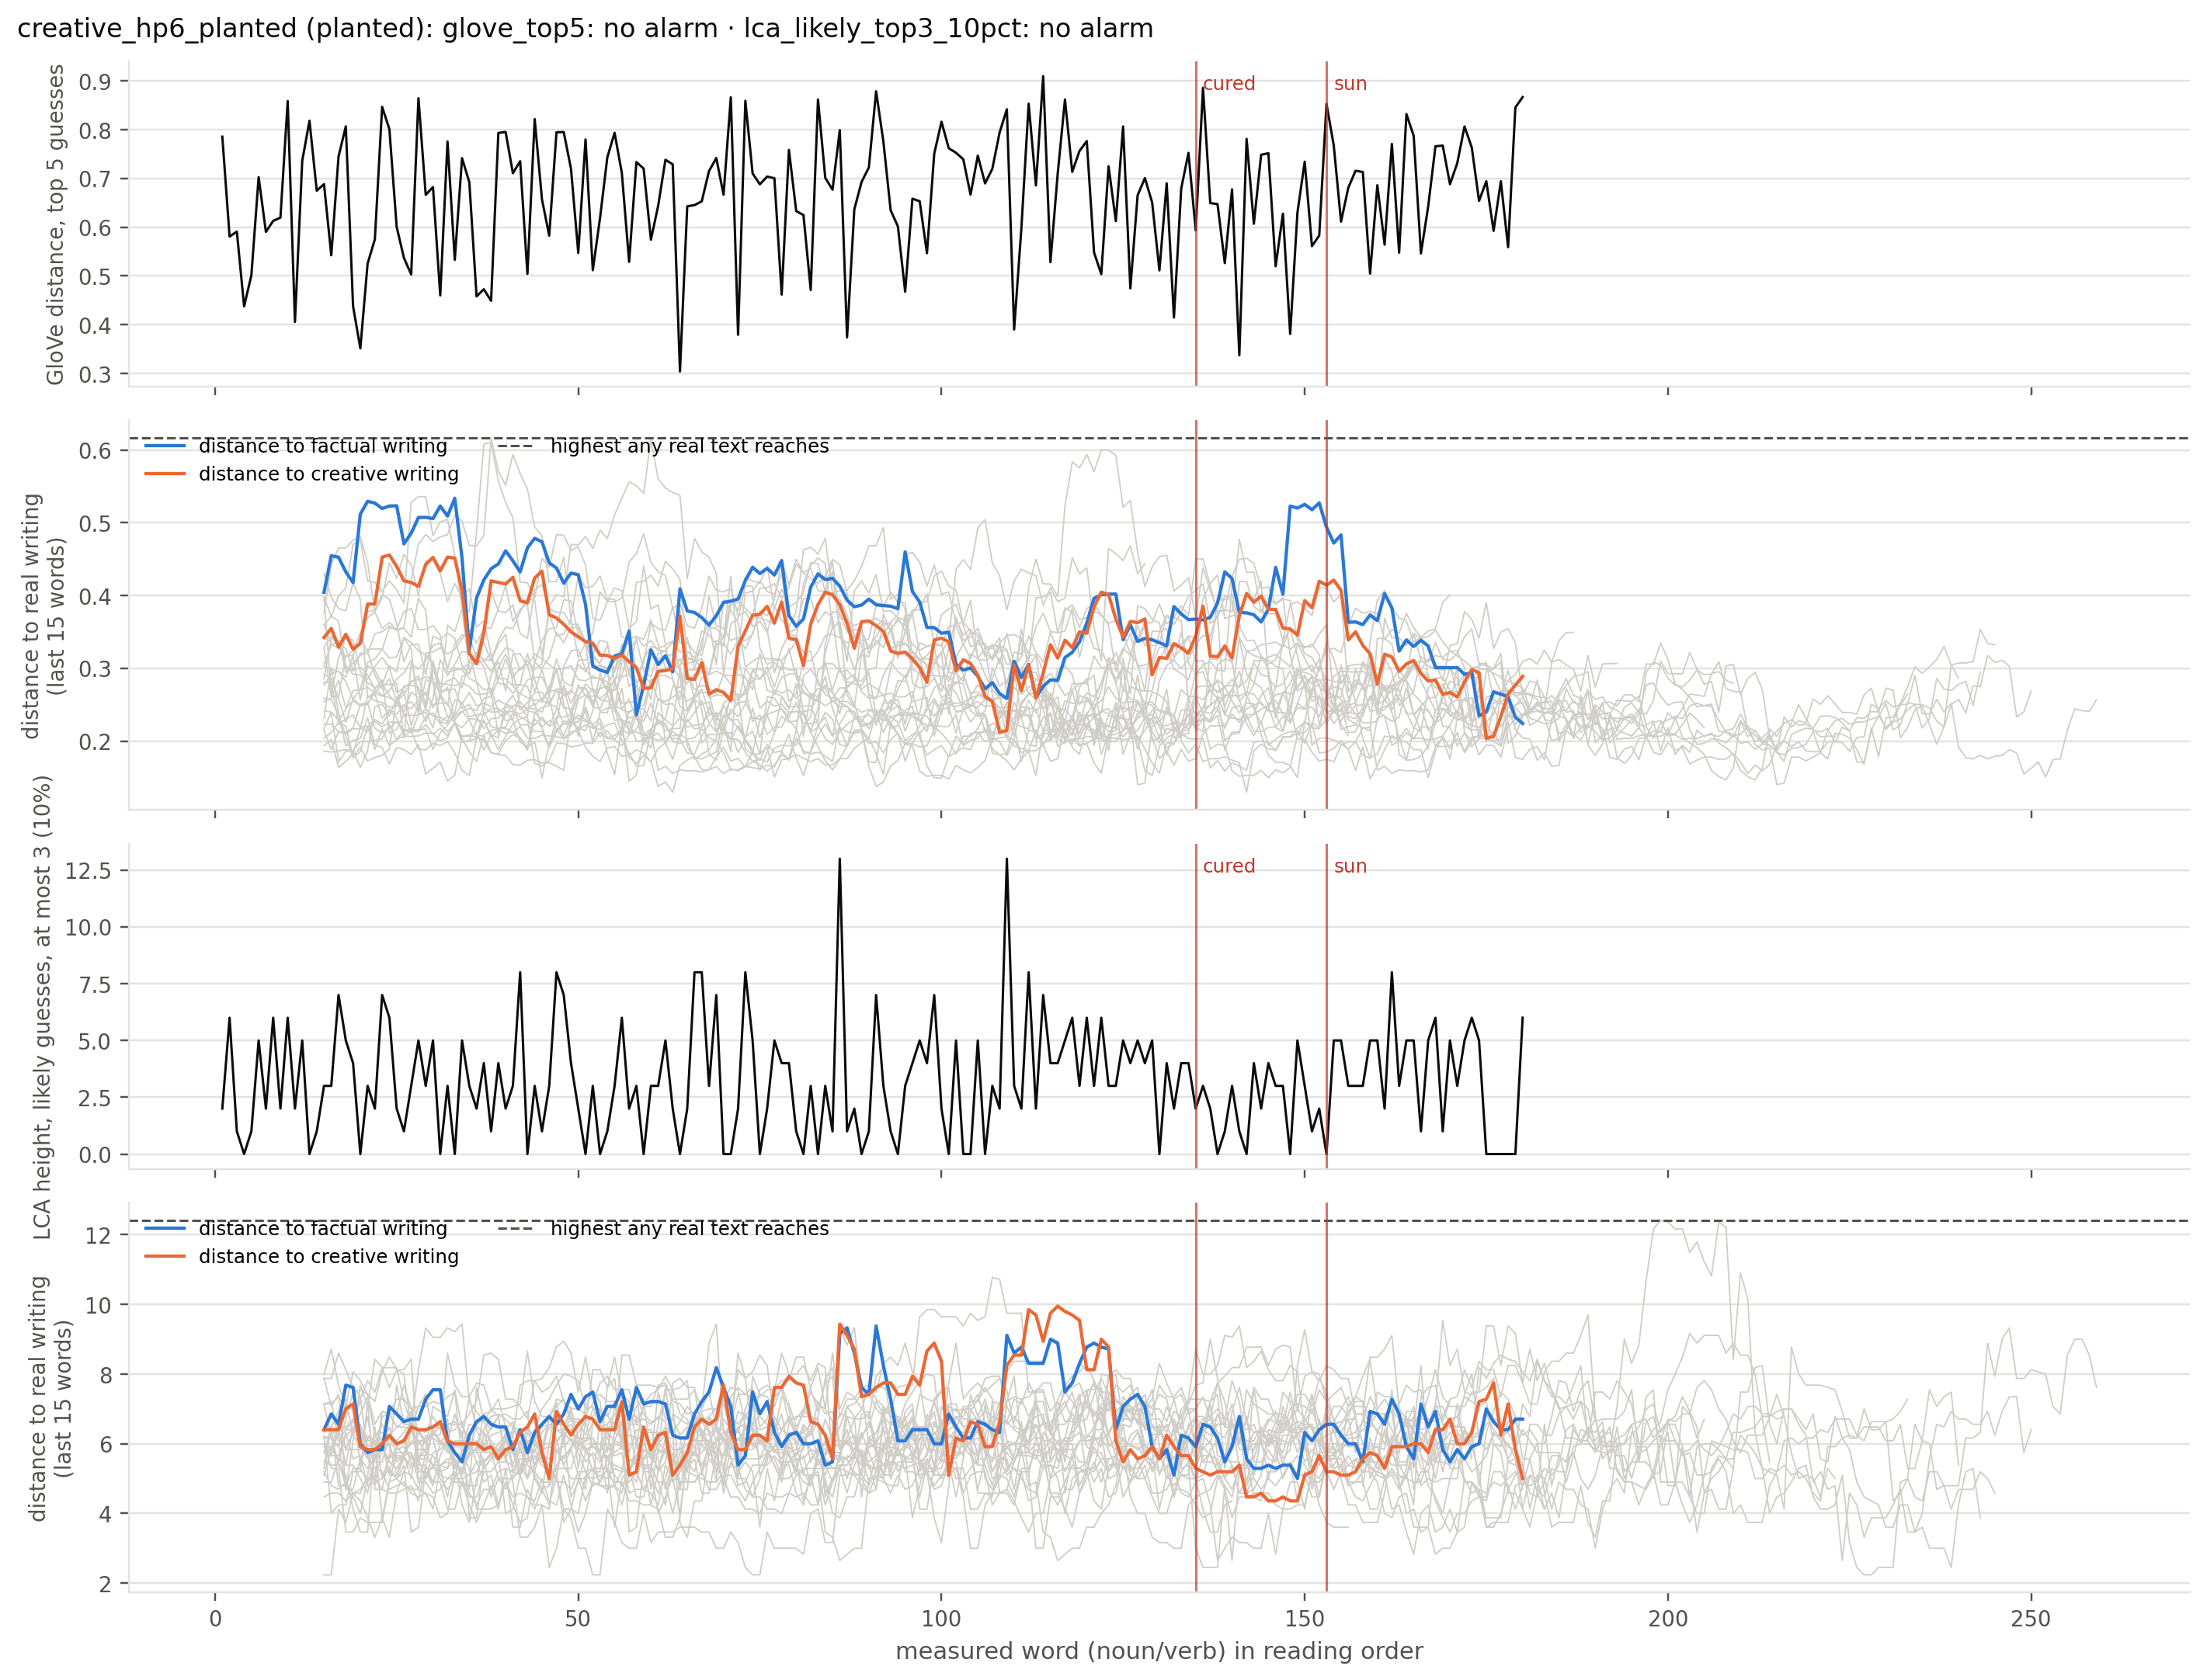 creative_hp6_planted (planted): glove_top5: no alarm · lca_likely_top3_10pct: no alarm
GloVe distance, top 5 guesses
0.9
0.8
0.7
0.6
0.5
0.4
0.3
cured
sun
distance to real writing
(last 15 words)
0.6
0.5
0.4
0.3
0.2
distance to factual writing
distance to creative writing
highest any real text reaches
LCA height, likely guesses, at most 3 (10%)
12.5
10.0
7.5
5.0
2.5
0.0
cured
sun
distance to real writing
(last 15 words)
12
10
8
6
4
2
distance to factual writing
distance to creative writing
highest any real text reaches
0
50
100
150
200
250
measured word (noun/verb) in reading order